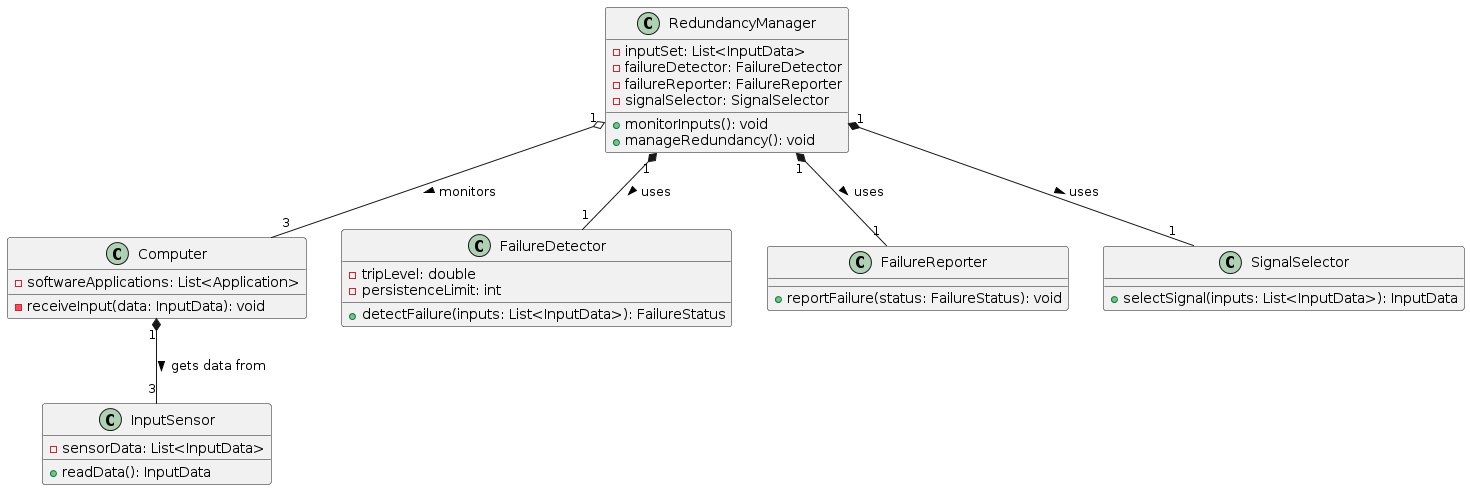 C RedundancyManager
inputSet: List<InputData>
failureDetector: FailureDetector
failureReporter: FailureReporter
signalSelector: SignalSelector
monitorInputs(): void
manageRedundancy(): void
1
1
1
1
monitors
uses
uses
uses
3
1
1
1
C Computer
softwareApplications: List<Application>
receiveInput(data: InputData): void
C FailureDetector
tripLevel: double
persistenceLimit: int
detectFailure(inputs: List<InputData>): FailureStatus
C FailureReporter
reportFailure(status: FailureStatus): void
C SignalSelector
selectSignal(inputs: List<InputData>): InputData
1
gets data from
3
C InputSensor
sensorData: List<InputData>
readData(): InputData